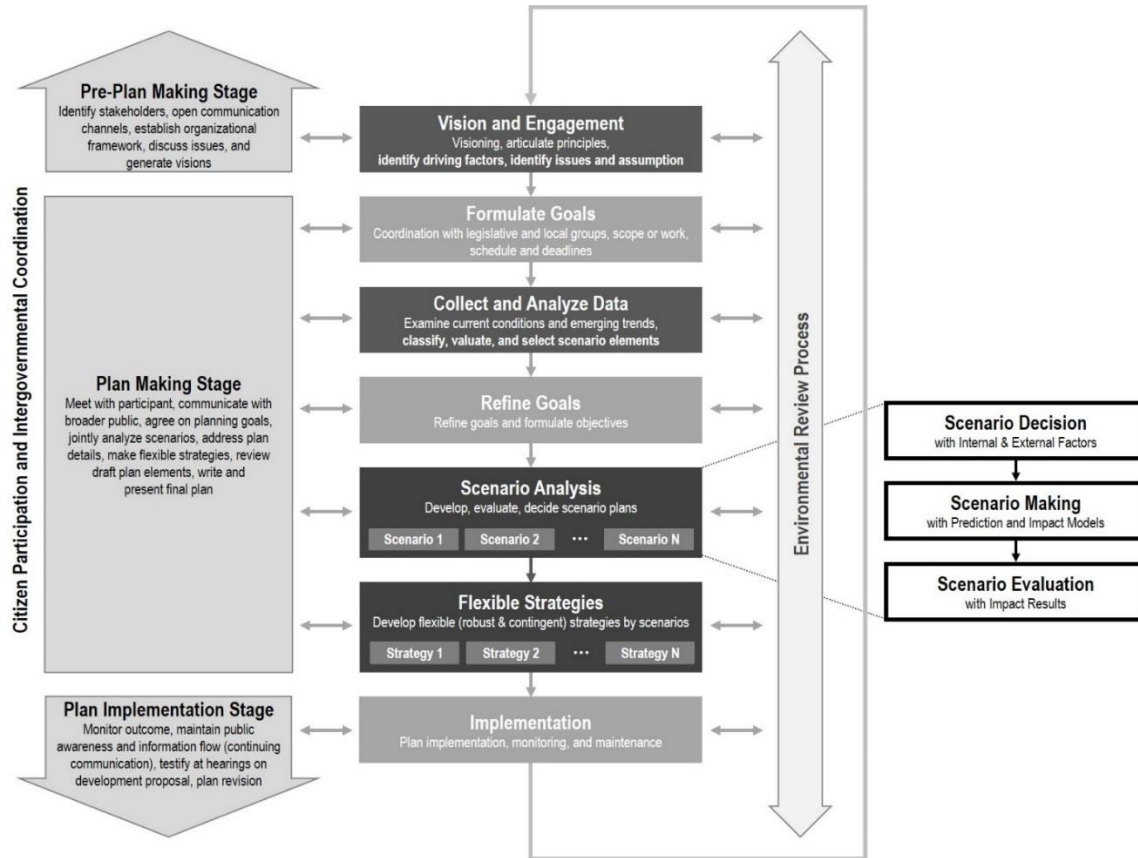 Citizen Participation and Intergovernmental Coordination
Pre-Plan Making Stage
Identify stakeholders, open communication
channels, establish organizational
framework, discuss issues, and
generate visions
Plan Making Stage
Meet with participant, communicate with
broader public, agree on planning goals,
jointly analyze scenarios, address plan
details, make flexible strategies, review
draft plan elements, write and
present final plan
Plan Implementation Stage
Monitor outcome, maintain public
awareness and information flow (continuing
communication), testify at hearings on
development proposal, plan revision
Vision and Engagement
Visioning, articulate principles,
identify driving factors, identify issues and assumption
Formulate Goals
Coordination with legislative and local groups, scope or work,
schedule and deadlines
Collect and Analyze Data
Examine current conditions and emerging trends,
classify, valuate, and select scenario elements
Refine Goals
Refine goals and formulate objectives
Scenario Analysis
Develop, evaluate, decide scenario plans
Scenario 1 Scenario 2 ··· Scenario N
Flexible Strategies
Develop flexible (robust & contingent) strategies by scenarios
Strategy 1 Strategy 2 ··· Strategy N
Implementation
Plan implementation, monitoring, and maintenance
Environmental Review Process
Scenario Decision
with Internal & External Factors
Scenario Making
with Prediction and Impact Models
Scenario Evaluation
with Impact Results